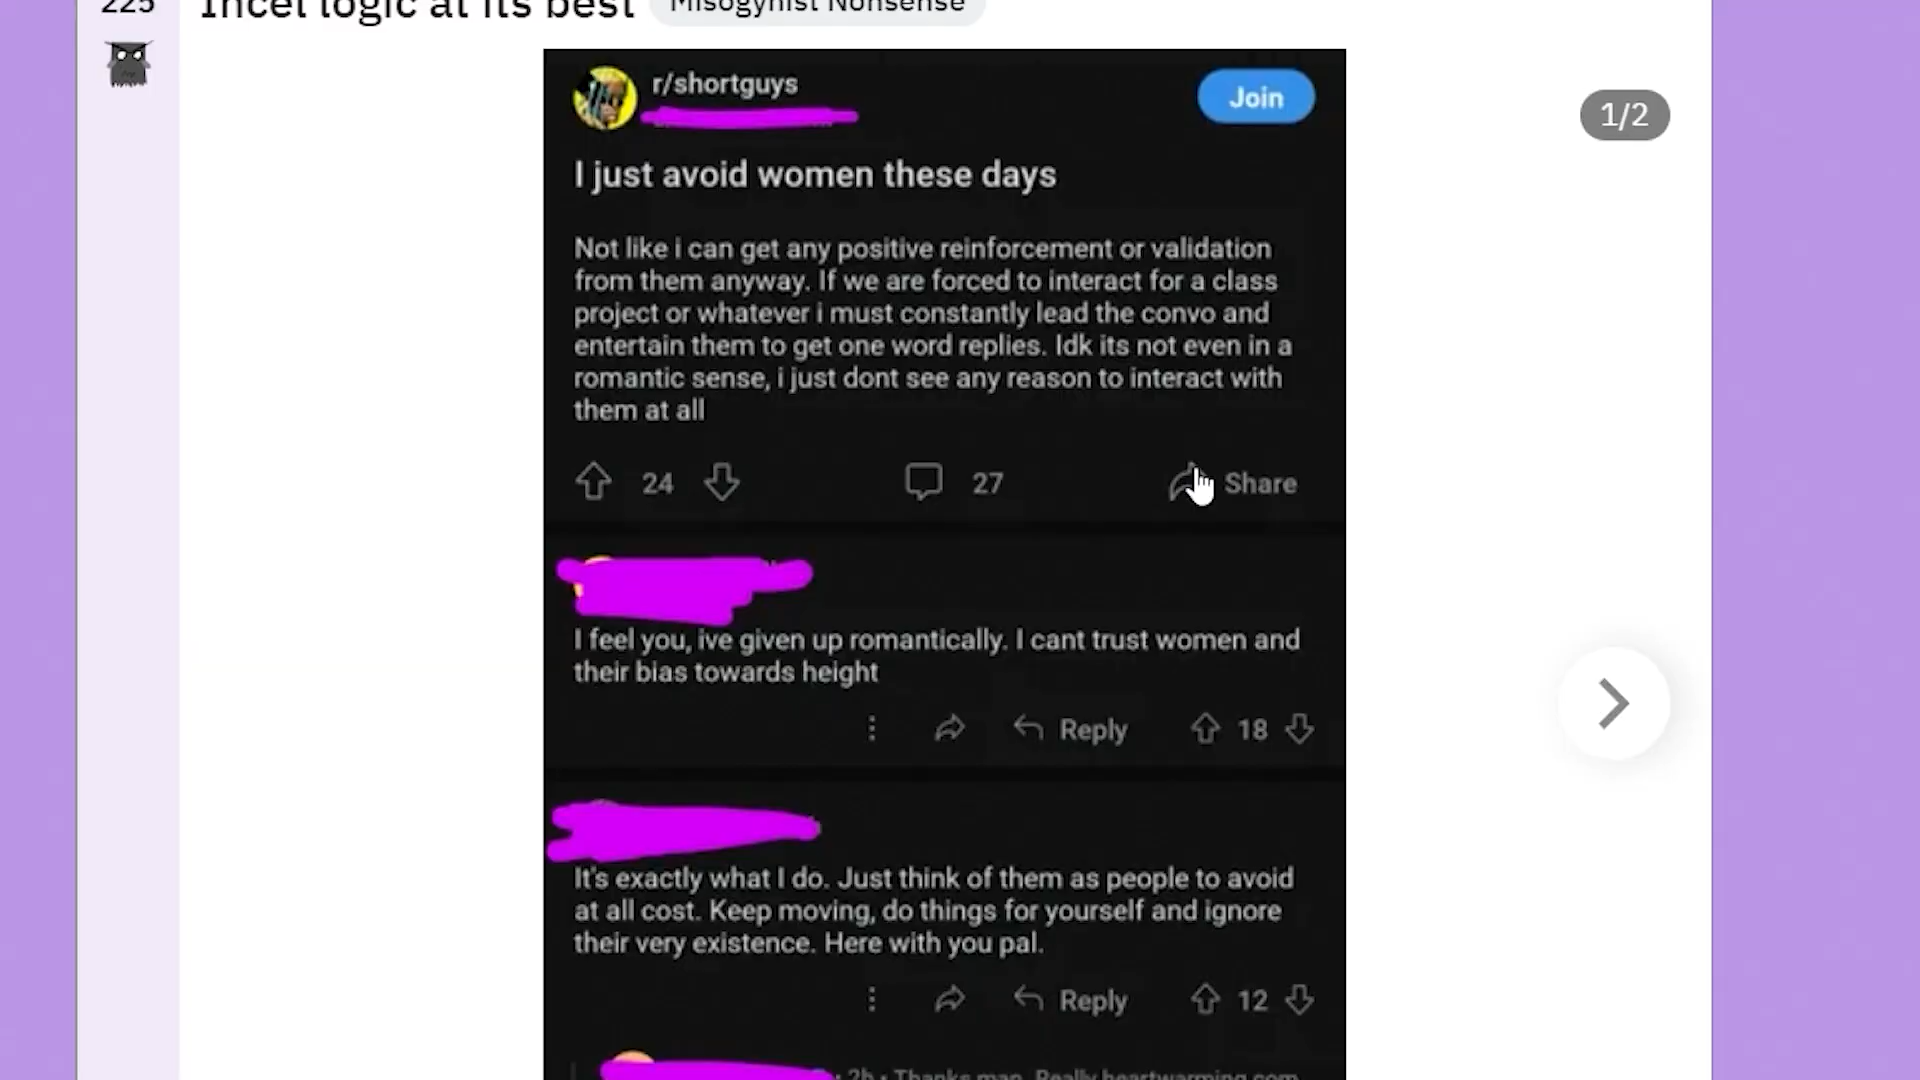 225
Incel logic at its best
Misogynist Nonsense
r/shortguys
Join
1/2
I just avoid women these days
Not like i can get any positive reinforcement or validation
from them anyway. If we are forced to interact for a class
project or whatever i must constantly lead the convo and
entertain them to get one word replies. Idk its not even in a
romantic sense, i just dont see any reason to interact with
them at all
24
27
Share
I feel you, ive given up romantically. I cant trust women and
their bias towards height
Reply
18
It's exactly what I do. Just think of them as people to avoid
at all cost. Keep moving, do things for yourself and ignore
their very existence. Here with you pal.
Reply
12
2h · Thanks man. Really heartwarming com